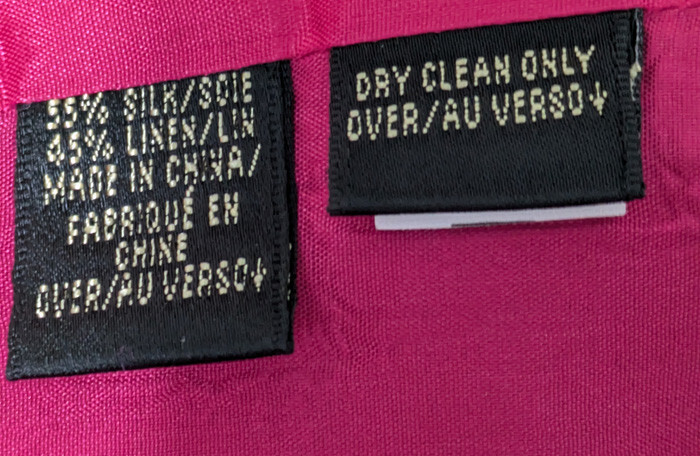 55% SILK/SOIE
45% LINEN/LIN
MADE IN CHINA/
FABRIQUÉ EN
CHINE
OVER/AU VERSO↓
DRY CLEAN ONLY
OVER/AU VERSO↓